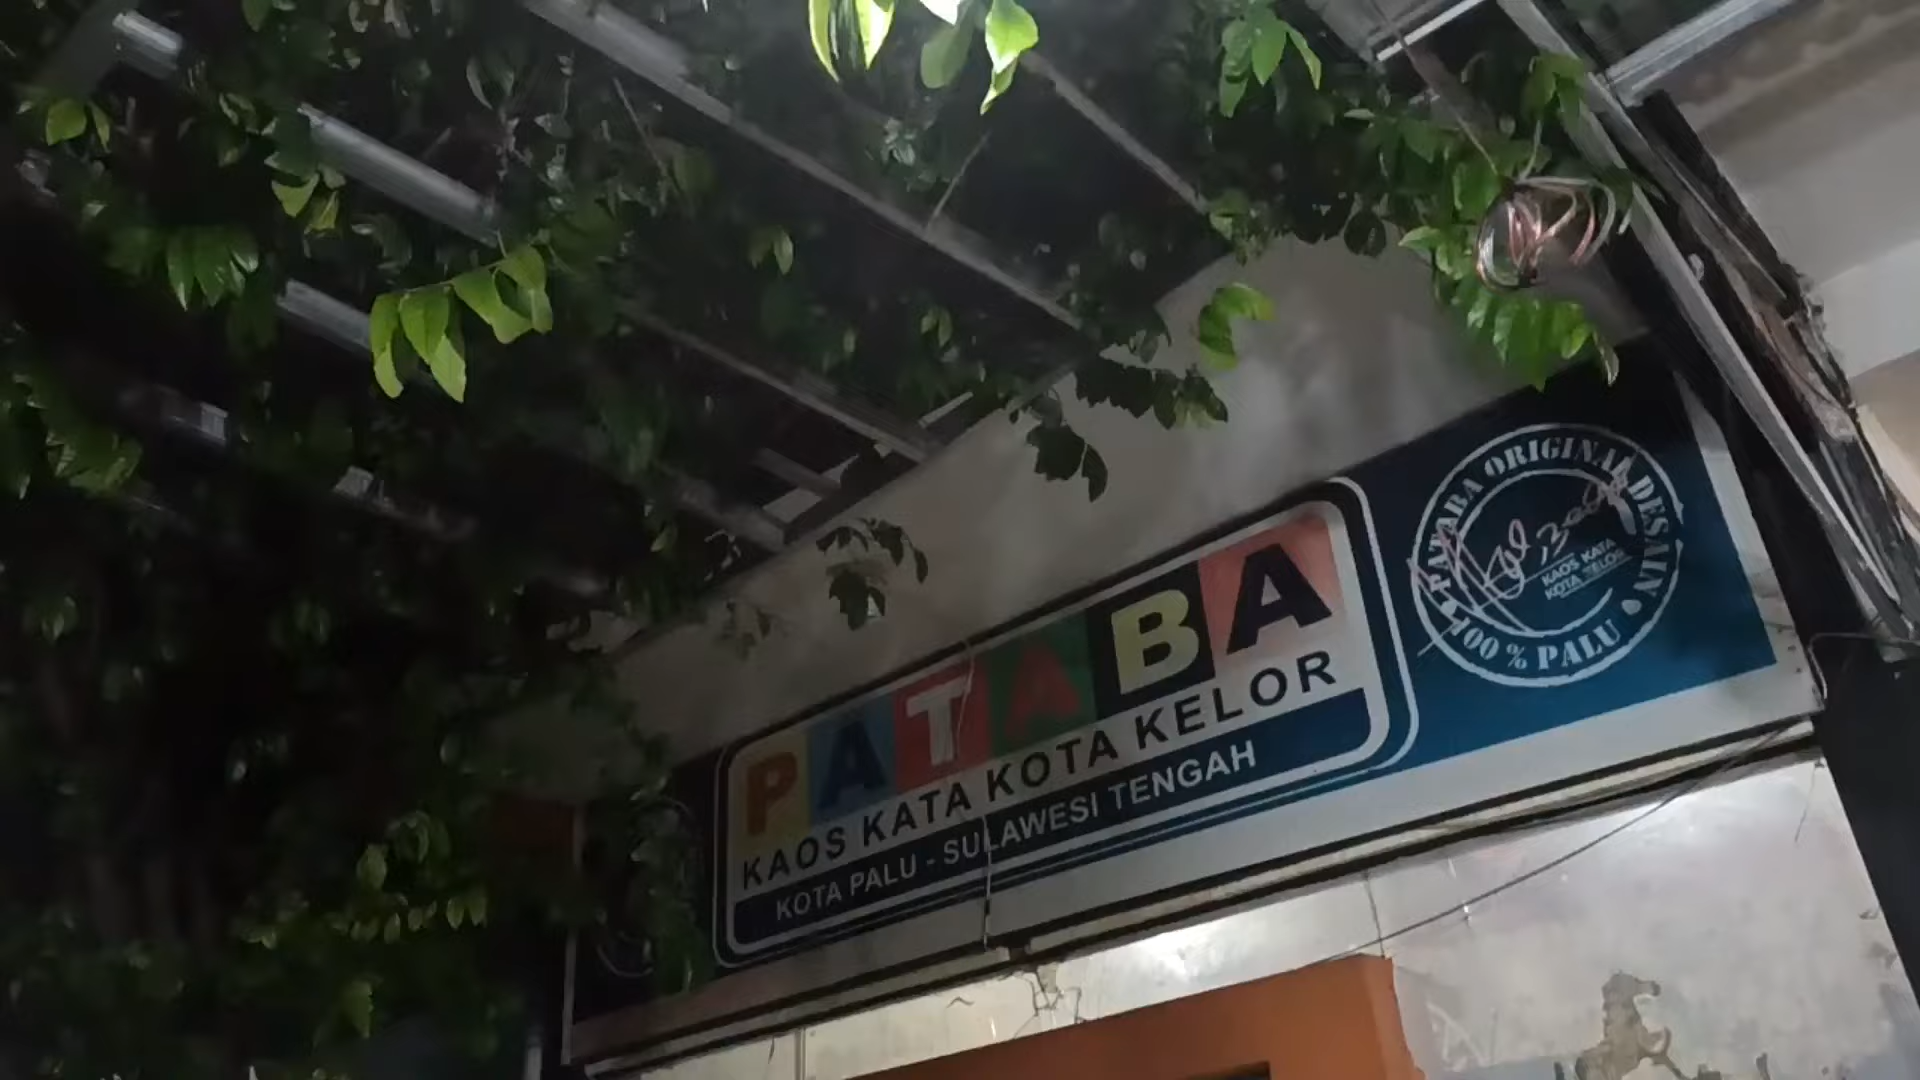 PATABA
KAOS KATA KOTA KELOR
KOTA PALU - SULAWESI TENGAH
PATABA ORIGINAL DESAIN
KAOS KATA
KOTA KELOR
100 % PALU